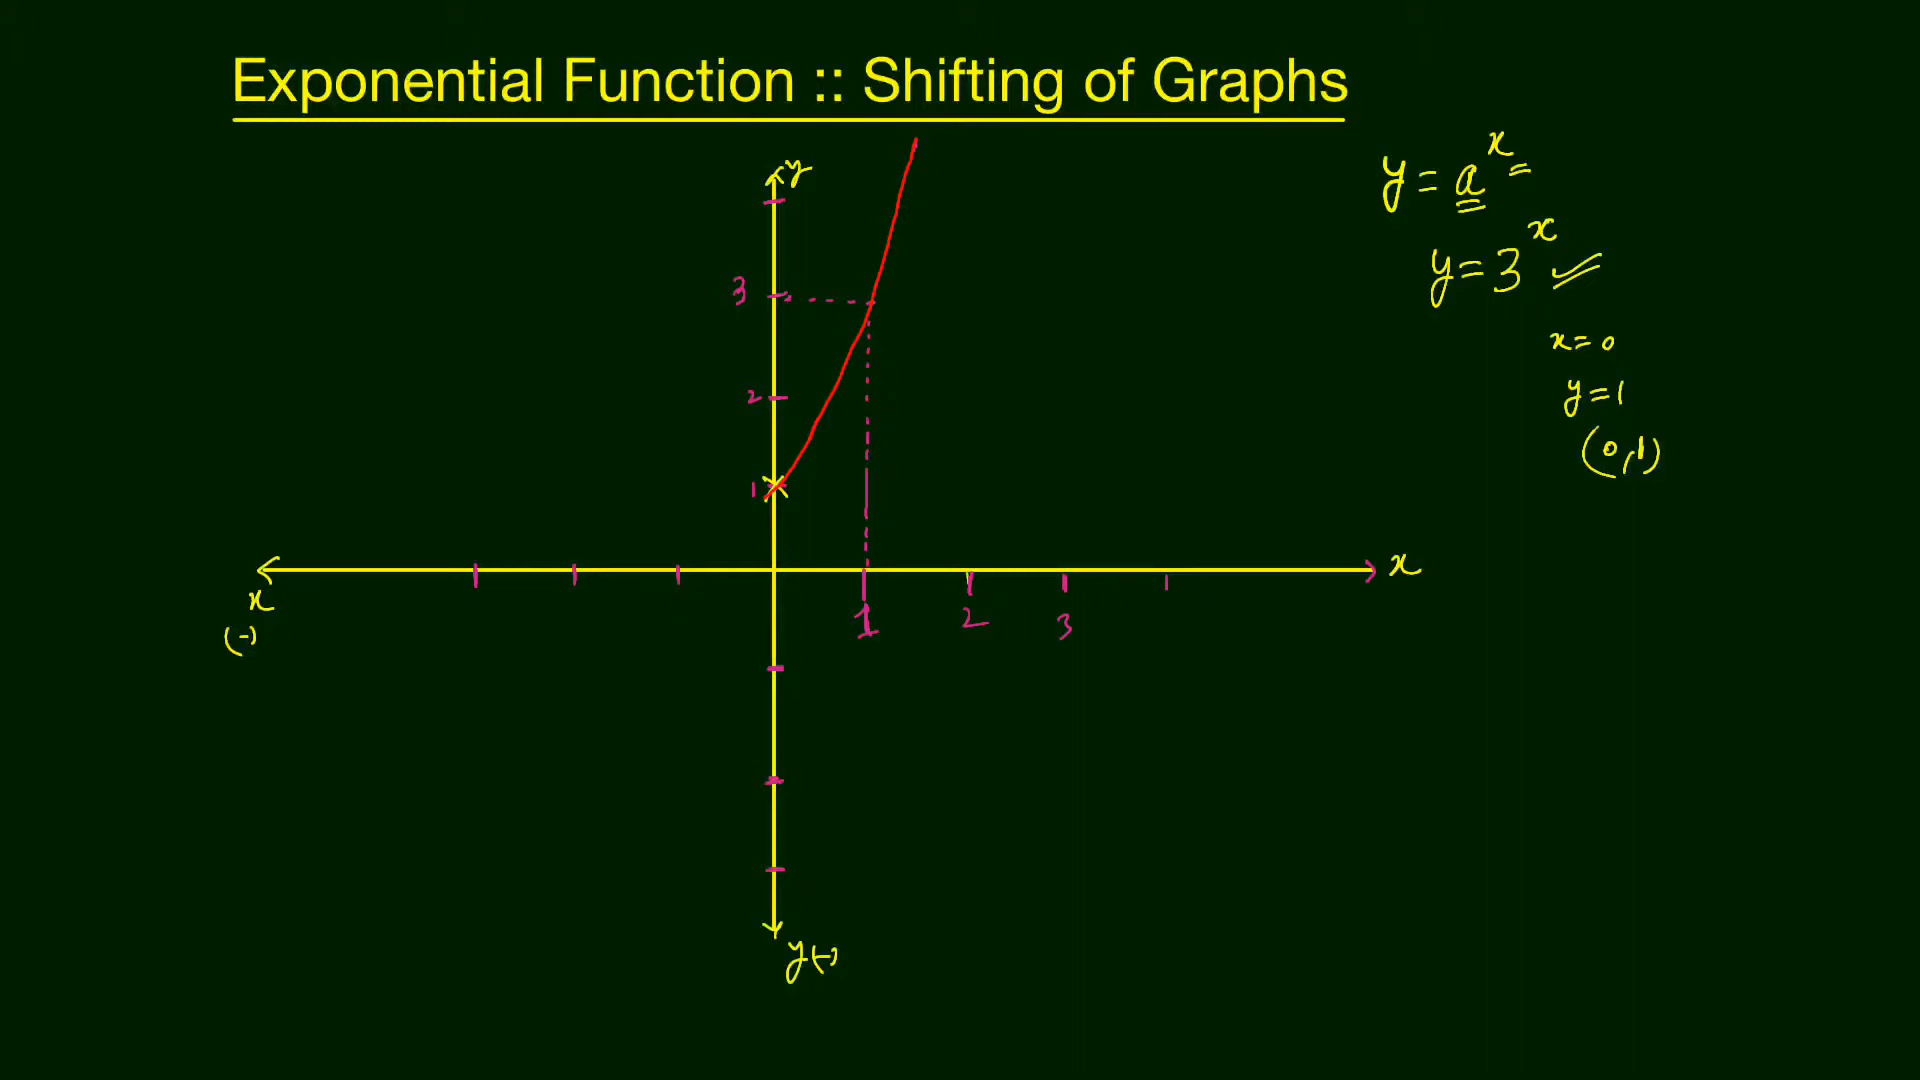 Exponential Function :: Shifting of Graphs
y = a^x =
y = 3^x
x = 0
y = 1
(0,1)
y
3
2
1
x
x
(-)
1
2
3
y(-)